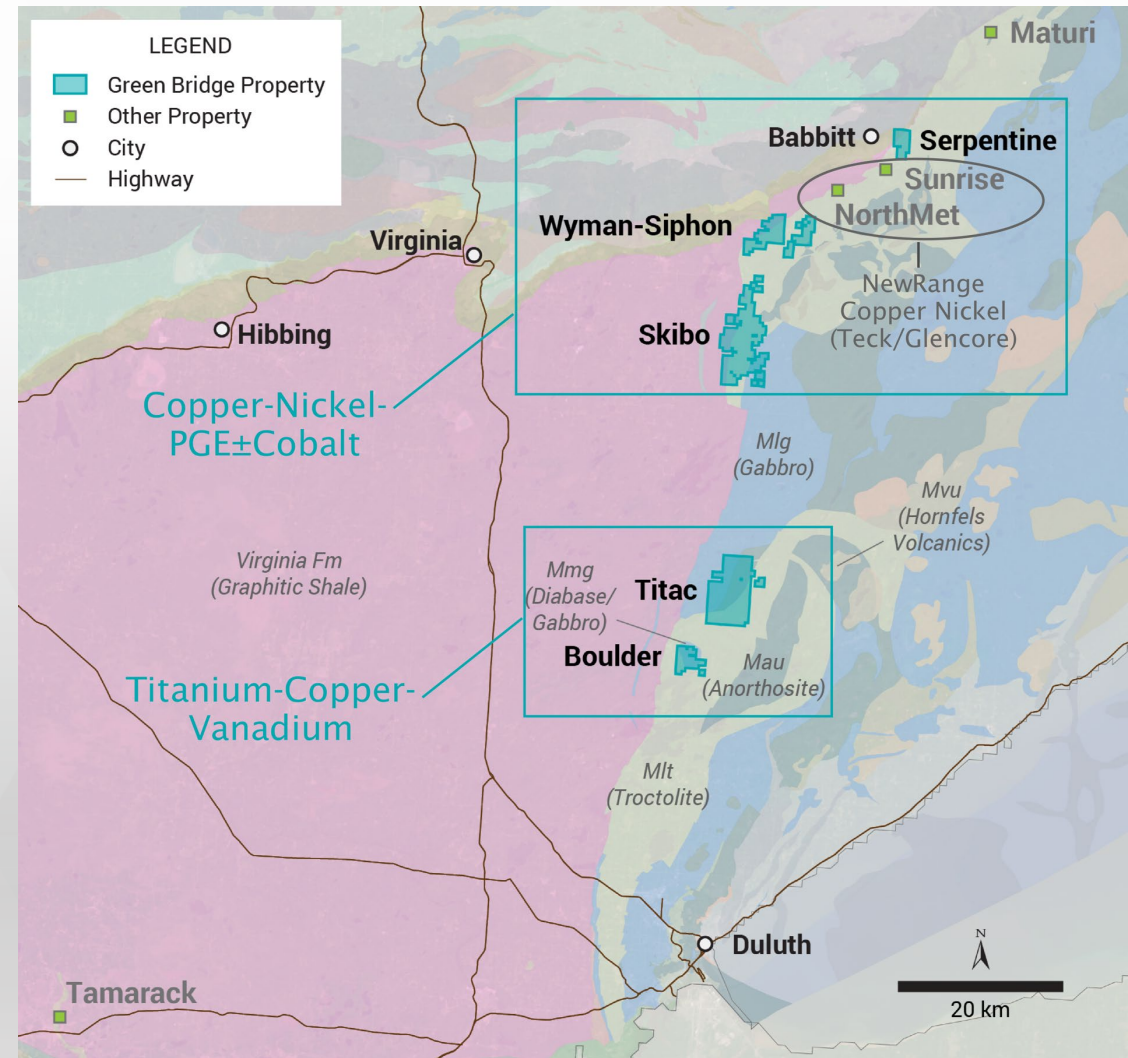 LEGEND
Green Bridge Property
Other Property
City
Highway
Maturi
Babbitt
Serpentine
Sunrise
NorthMet
Wyman-Siphon
Virginia
NewRange
Copper Nickel
(Teck/Glencore)
Hibbing
Skibo
Copper-Nickel-
PGE±Cobalt
Mlg
(Gabbro)
Mvu
(Hornfels
Volcanics)
Virginia Fm
(Graphitic Shale)
Mmg
(Diabase/
Gabbro)
Titac
Boulder
Mau
(Anorthosite)
Titanium-Copper-
Vanadium
Mlt
(Troctolite)
Duluth
N
20 km
Tamarack